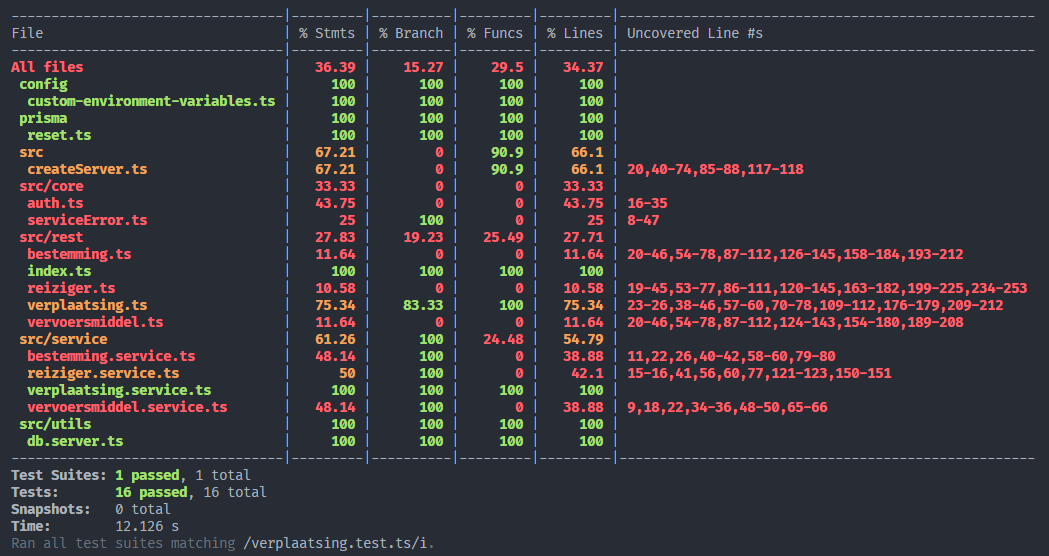 -------------------------------|---------|----------|---------|---------|---------------------------------------------------
File | % Stmts | % Branch | % Funcs | % Lines | Uncovered Line #s
-------------------------------|---------|----------|---------|---------|---------------------------------------------------
All files | 36.39 | 15.27 | 29.5 | 34.37 |
config | 100 | 100 | 100 | 100 |
custom-environment-variables.ts | 100 | 100 | 100 | 100 |
prisma | 100 | 100 | 100 | 100 |
reset.ts | 100 | 100 | 100 | 100 |
src | 67.21 | 0 | 90.9 | 66.1 |
createServer.ts | 67.21 | 0 | 90.9 | 66.1 | 20,40-74,85-88,117-118
src/core | 33.33 | 0 | 0 | 33.33 |
auth.ts | 43.75 | 0 | 0 | 43.75 | 16-35
serviceError.ts | 25 | 100 | 0 | 25 | 8-47
src/rest | 27.83 | 19.23 | 25.49 | 27.71 |
bestemming.ts | 11.64 | 0 | 0 | 11.64 | 20-46,54-78,87-112,126-145,158-184,193-212
index.ts | 100 | 100 | 100 | 100 |
reiziger.ts | 10.58 | 0 | 0 | 10.58 | 19-45,53-77,86-111,120-145,163-182,199-225,234-253
verplaatsing.ts | 75.34 | 83.33 | 100 | 75.34 | 23-26,38-46,57-60,70-78,109-112,176-179,209-212
vervoersmiddel.ts | 11.64 | 0 | 0 | 11.64 | 20-46,54-78,87-112,124-143,154-180,189-208
src/service | 61.26 | 100 | 24.48 | 54.79 |
bestemming.service.ts | 48.14 | 100 | 0 | 38.88 | 11,22,26,40-42,58-60,79-80
reiziger.service.ts | 50 | 100 | 0 | 42.1 | 15-16,41,56,60,77,121-123,150-151
verplaatsing.service.ts | 100 | 100 | 100 | 100 |
vervoersmiddel.service.ts | 48.14 | 100 | 0 | 38.88 | 9,18,22,34-36,48-50,65-66
src/utils | 100 | 100 | 100 | 100 |
db.server.ts | 100 | 100 | 100 | 100 |
-------------------------------|---------|----------|---------|---------|---------------------------------------------------
Test Suites: 1 passed, 1 total
Tests: 16 passed, 16 total
Snapshots: 0 total
Time: 12.126 s
Ran all test suites matching /verplaatsing.test.ts/i.